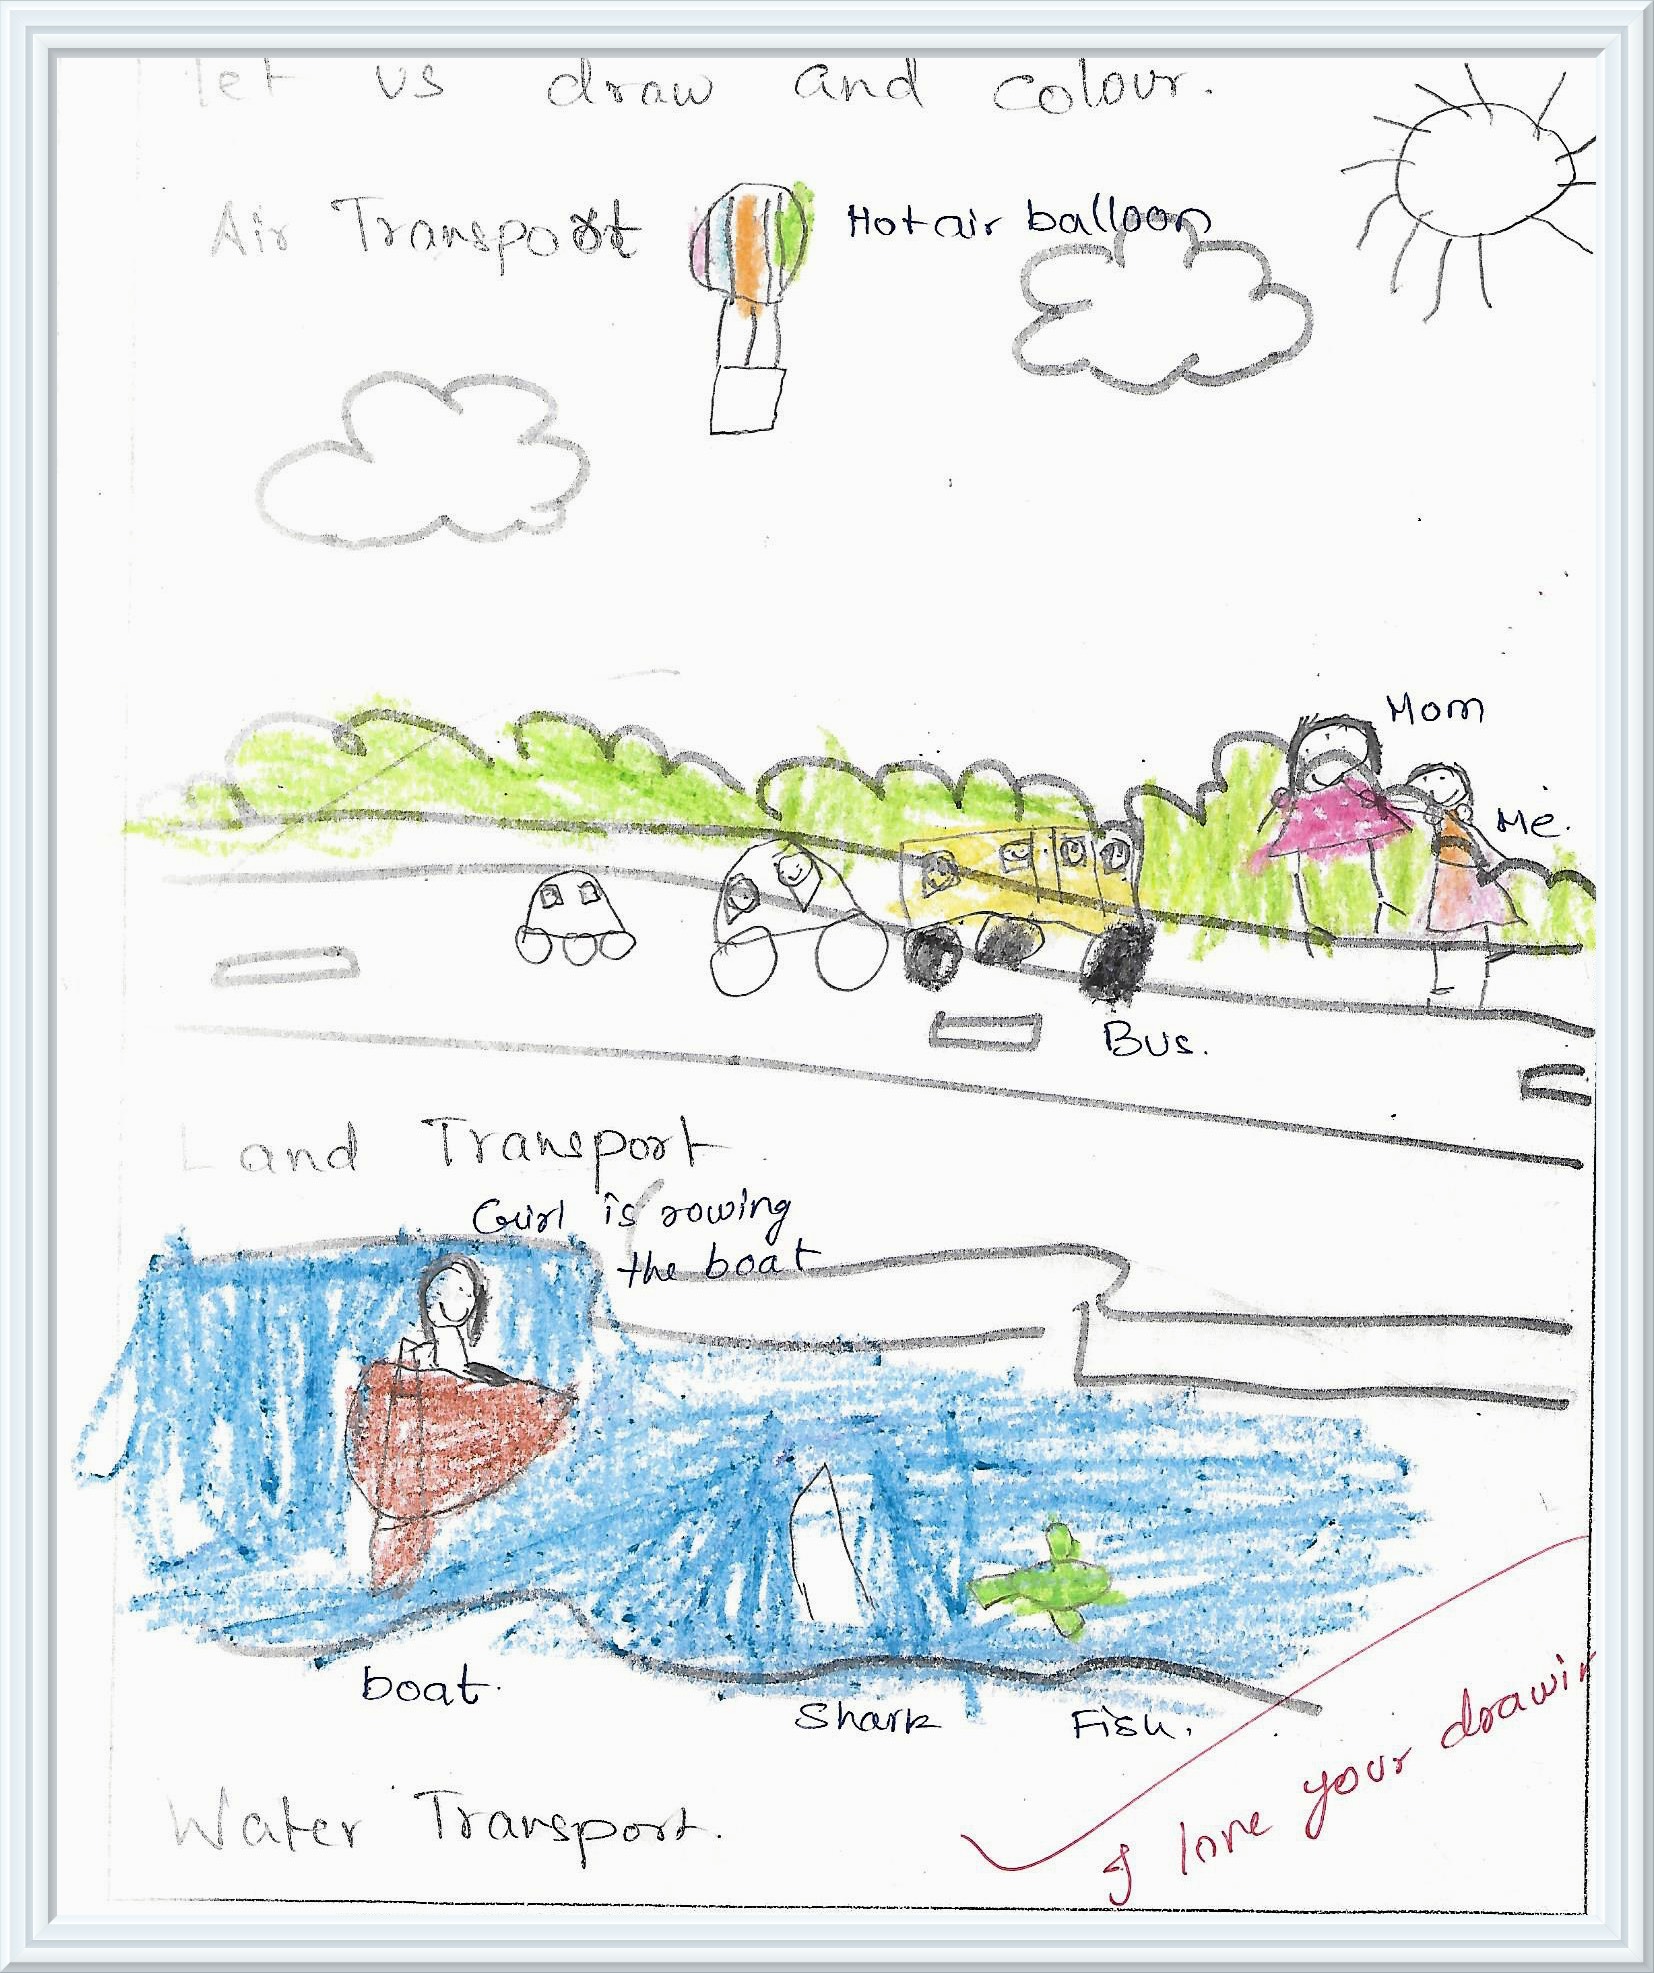 let us draw and colour.
Air Transport
Hot air balloon
Mom
Me.
Bus.
Land Transport
Girl is rowing
the boat
boat.
Shark
Fish.
Water Transport.
I love your drawin